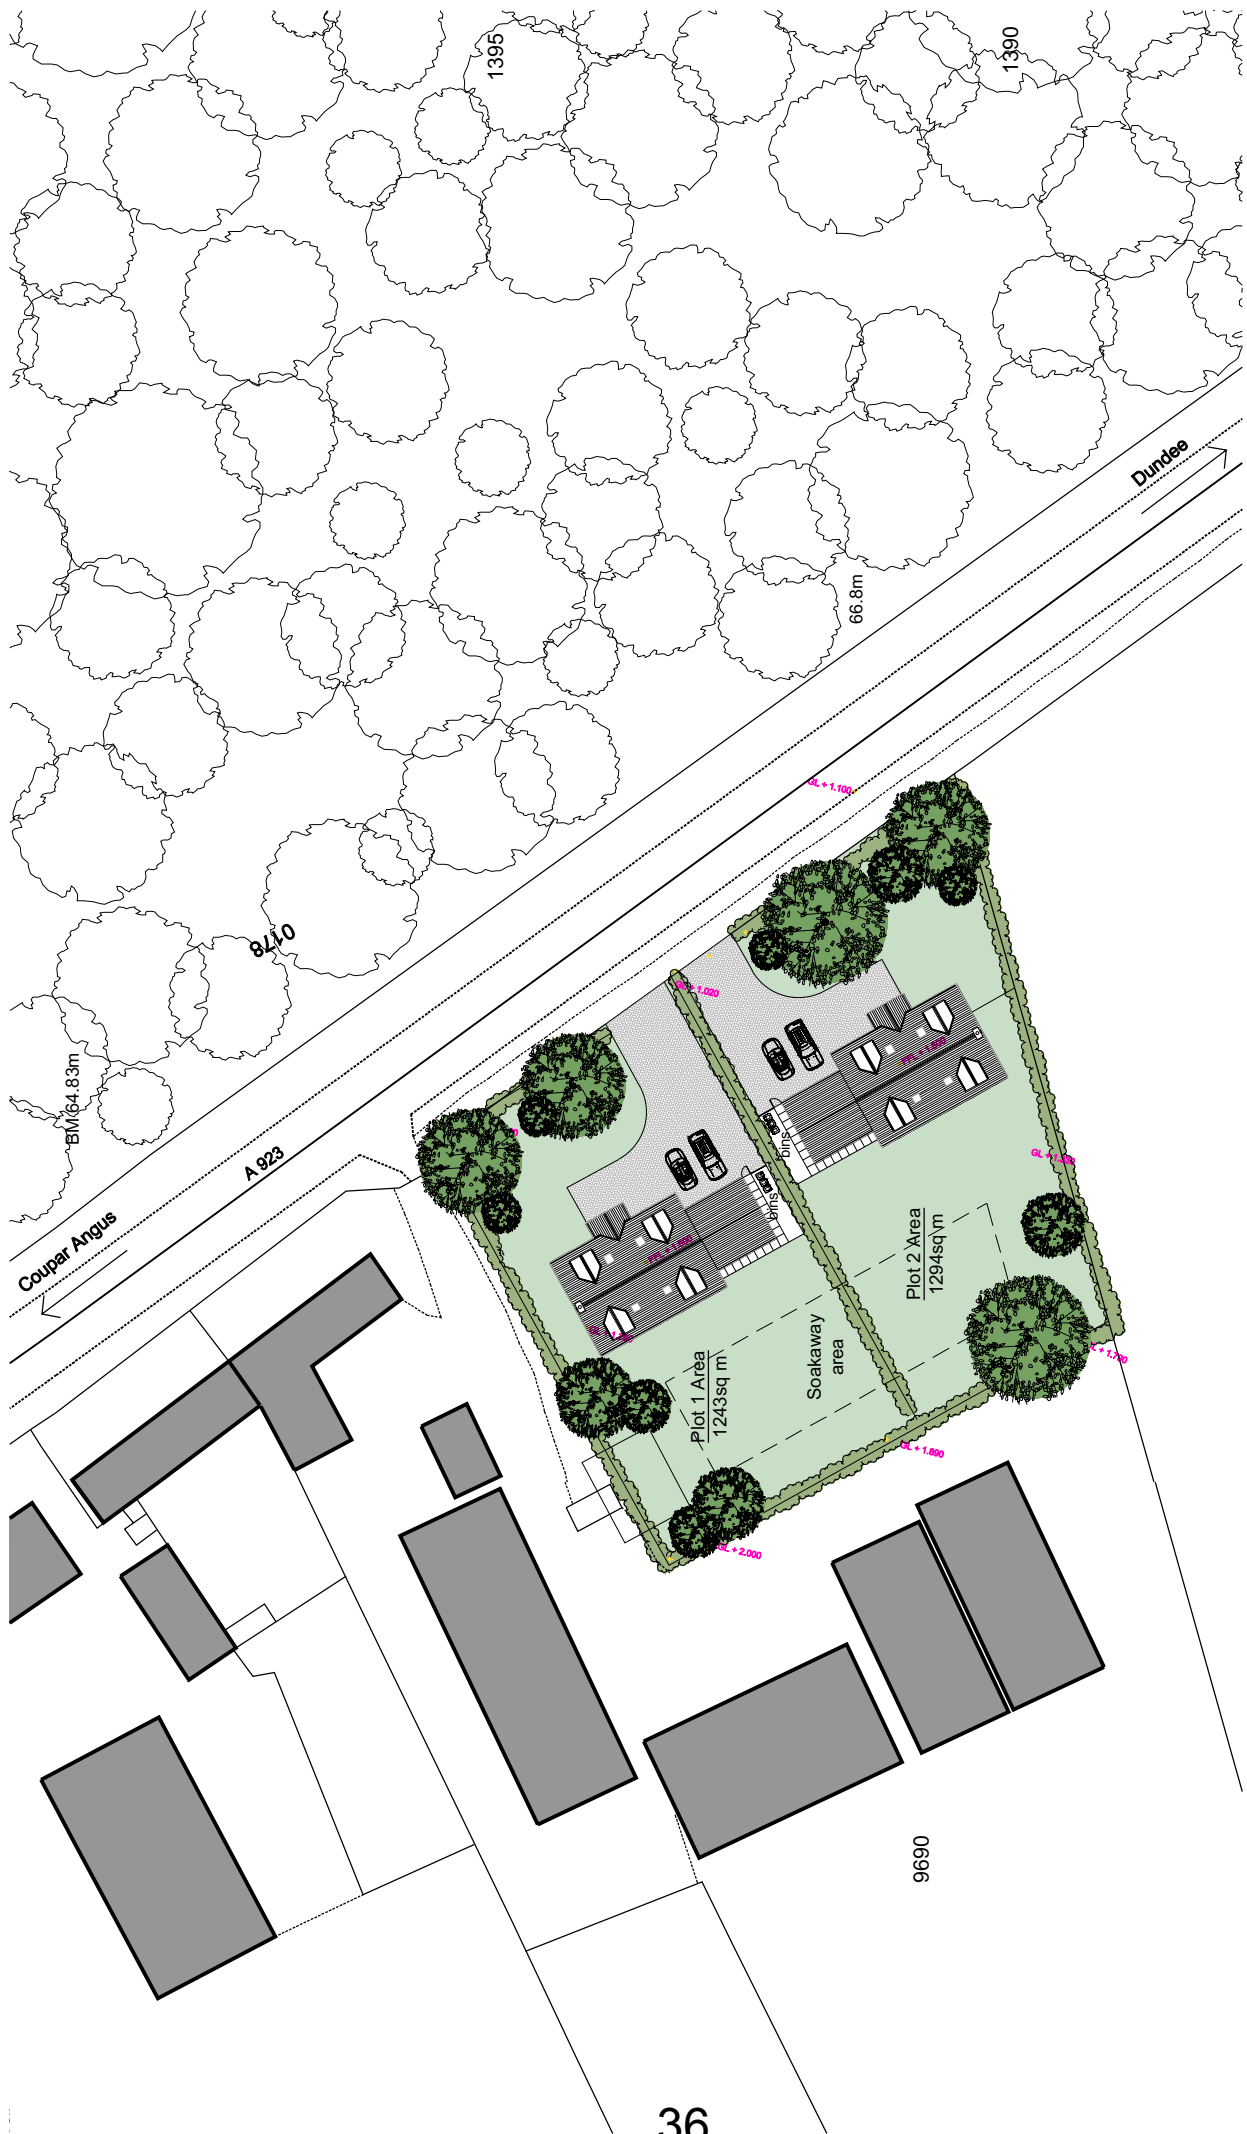 1395
1390
Dundee
66.8m
GL + 1.100
0178
BM 64.83m
A 923
Coupar Angus
GL + 1.020
bins
bins
Plot 2 Area
1294sq m
Plot 1 Area
1243sq m
Soakaway
area
GL + 1.890
GL + 2.000
9690
36